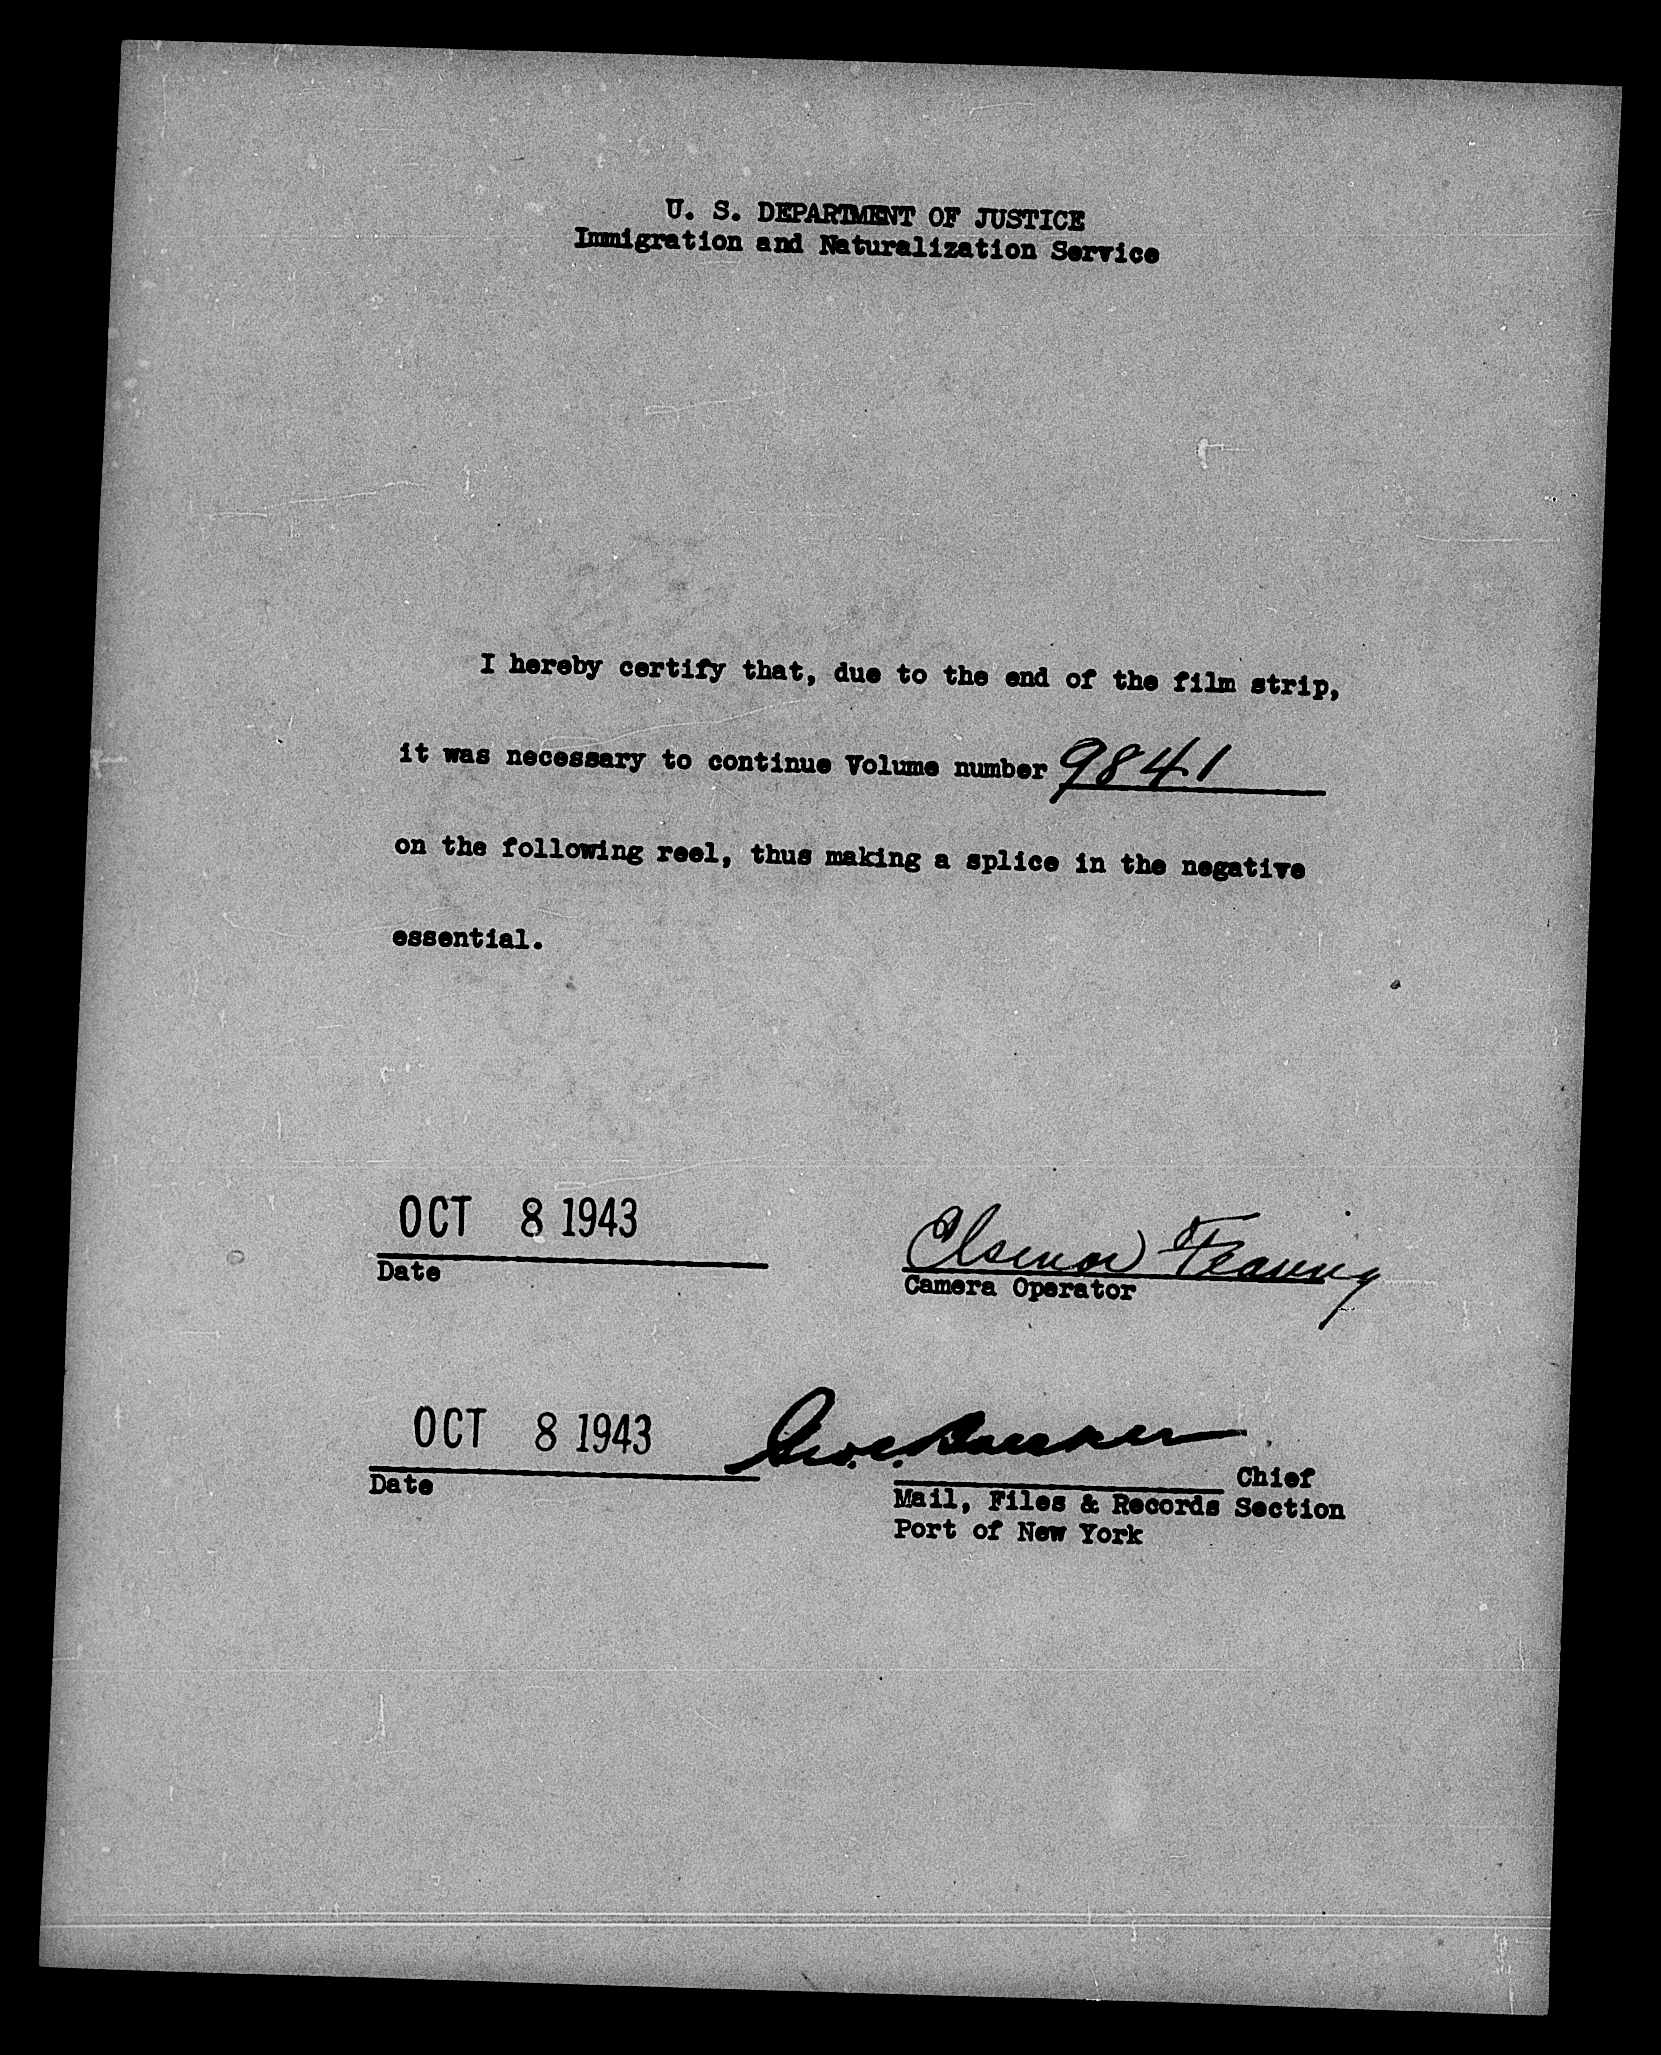 U. S. DEPARTMENT OF JUSTICE
Immigration and Naturalization Service
I hereby certify that, due to the end of the film strip,
it was necessary to continue Volume number 9841
on the following reel, thus making a splice in the negative
essential.
OCT 8 1943
Date
Camera Operator
OCT 8 1943
Date
Chief
Mail, Files & Records Section
Port of New York